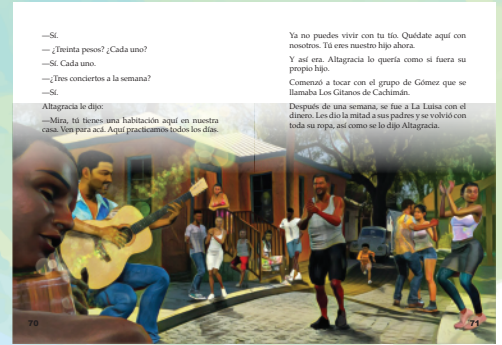 —Sí.
— ¿Treinta pesos? ¿Cada uno?
—Sí. Cada uno.
—¿Tres conciertos a la semana?
—Sí.
Altagracia le dijo:
—Mira, tú tienes una habitación aquí en nuestra
casa. Ven para acá. Aquí practicamos todos los días.
70
Ya no puedes vivir con tu tío. Quédate aquí con
nosotros. Tú eres nuestro hijo ahora.
Y así era. Altagracia lo quería como si fuera su
propio hijo.
Comenzó a tocar con el grupo de Gómez que se
llamaba Los Gitanos de Cachimán.
Después de una semana, se fue a La Luisa con el
dinero. Les dio la mitad a sus padres y se volvió con
toda su ropa, así como se lo dijo Altagracia.
71